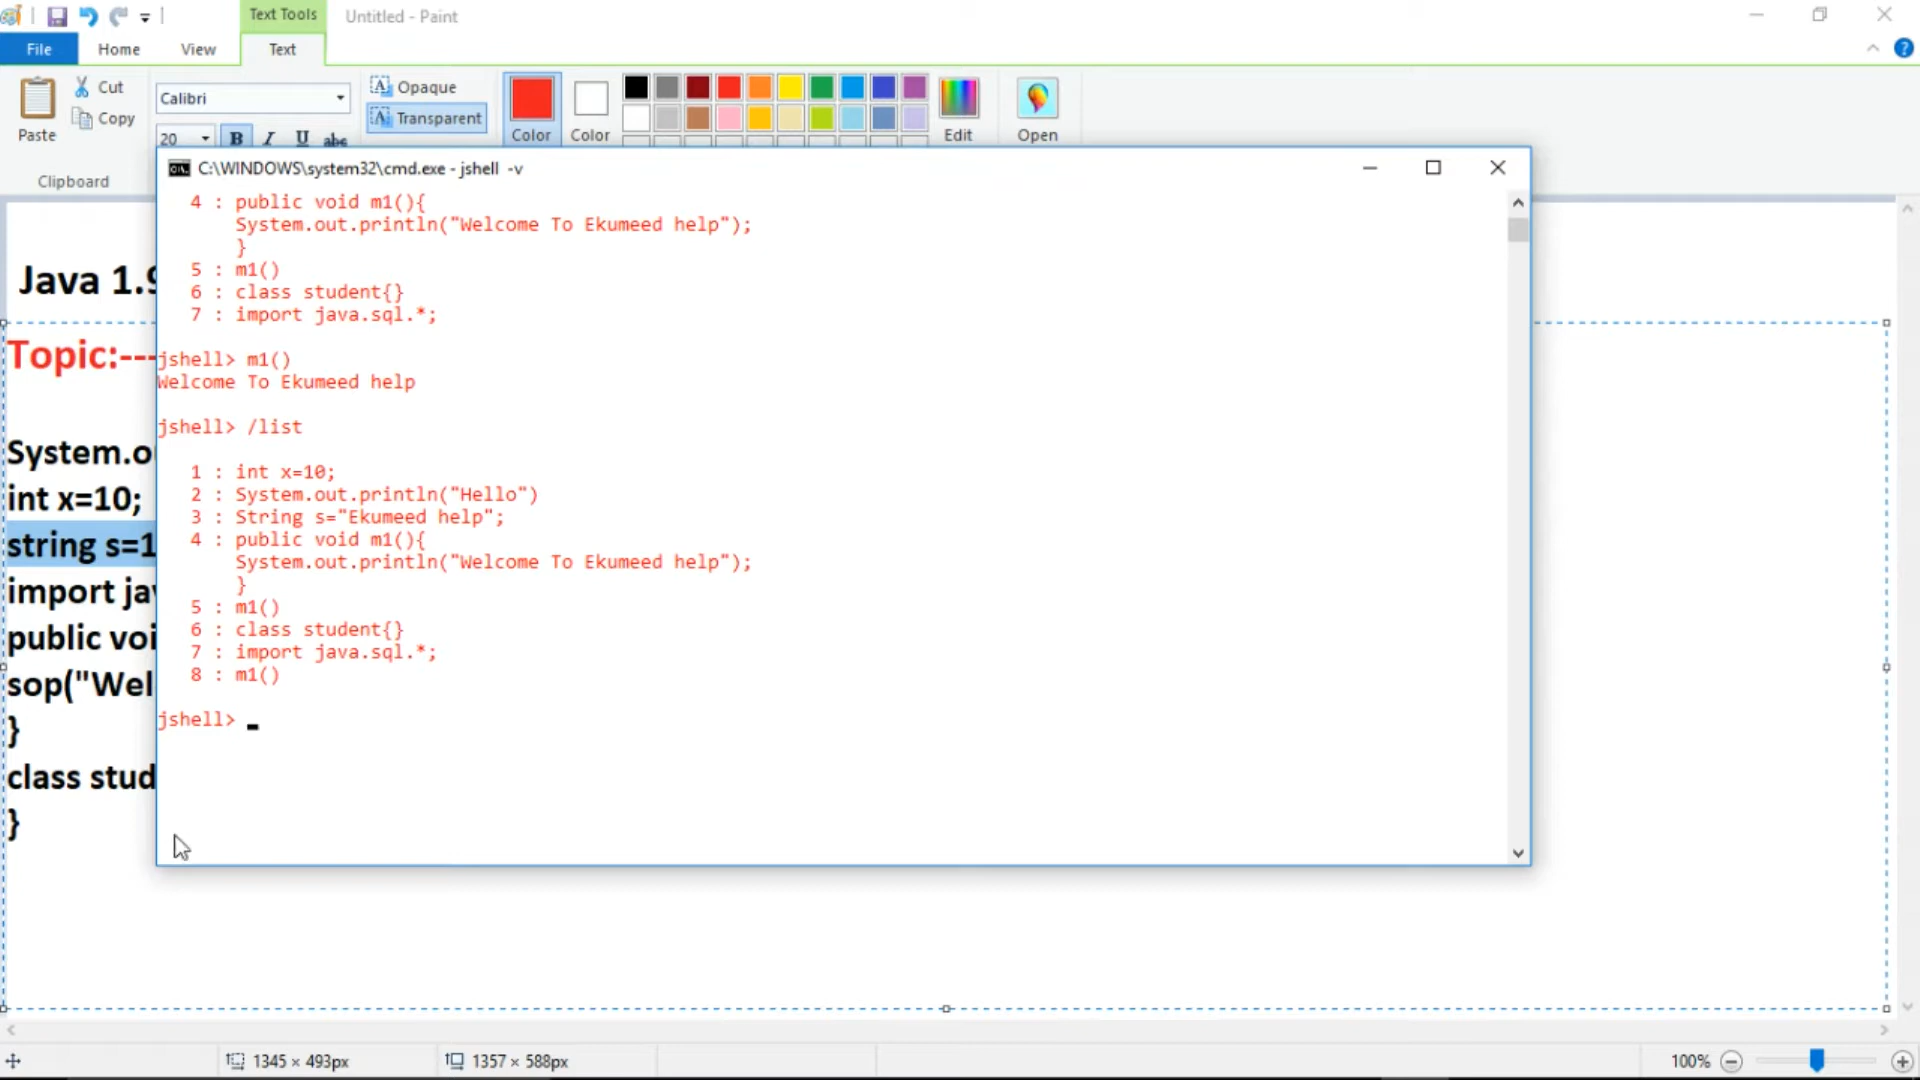 Text Tools
Untitled - Paint
File
Home
View
Text
Paste
Cut
Copy
Clipboard
Calibri
20
B
I
U
abc
Opaque
Transparent
Color
Color
Edit
Open
C:\WINDOWS\system32\cmd.exe - jshell -v
4 : public void m1(){
System.out.println("Welcome To Ekumeed help");
}
5 : m1()
6 : class student{}
7 : import java.sql.*;
jshell> m1()
Welcome To Ekumeed help
jshell> /list
1 : int x=10;
2 : System.out.println("Hello")
3 : String s="Ekumeed help";
4 : public void m1(){
System.out.println("Welcome To Ekumeed help");
}
5 : m1()
6 : class student{}
7 : import java.sql.*;
8 : m1()
jshell>
Java 1.9
Topic:---
System.o
int x=10;
string s=1
import ja
public voi
sop("Wel
}
class stud
}
1345 × 493px
1357 × 588px
100%